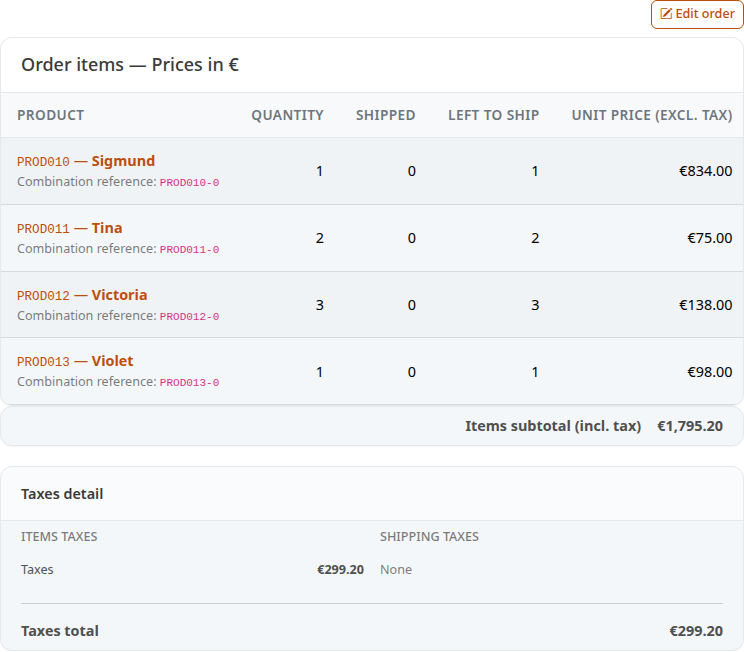 Edit order
Order items — Prices in €
PRODUCT QUANTITY SHIPPED LEFT TO SHIP UNIT PRICE (EXCL. TAX)
PROD010 — Sigmund 1 0 1 €834.00
Combination reference: PROD010-0
PROD011 — Tina 2 0 2 €75.00
Combination reference: PROD011-0
PROD012 — Victoria 3 0 3 €138.00
Combination reference: PROD012-0
PROD013 — Violet 1 0 1 €98.00
Combination reference: PROD013-0
Items subtotal (incl. tax) €1,795.20
Taxes detail
ITEMS TAXES SHIPPING TAXES
Taxes €299.20 None
Taxes total €299.20